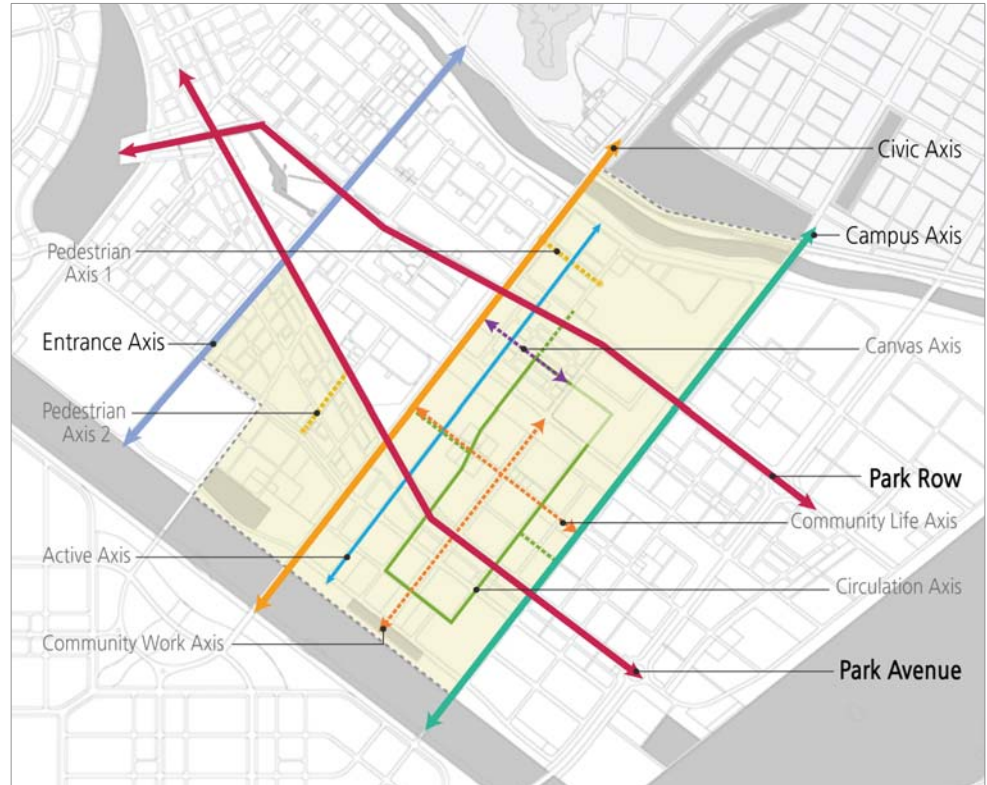 Civic Axis
Campus Axis
Pedestrian
Axis 1
Entrance Axis
Canvas Axis
Pedestrian
Axis 2
Park Row
Community Life Axis
Active Axis
Circulation Axis
Community Work Axis
Park Avenue